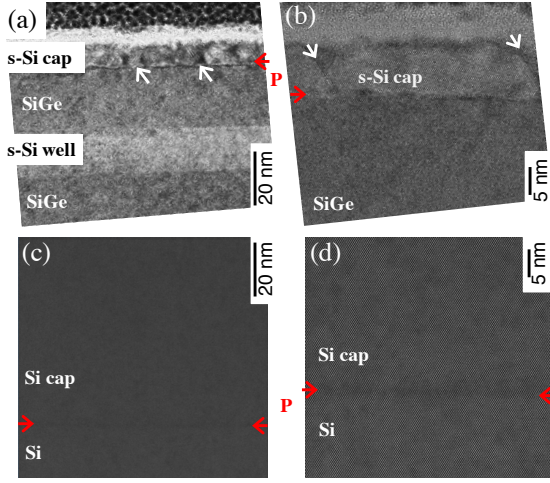 (a)
s-Si cap
SiGe
s-Si well
SiGe
20 nm
P
(b)
s-Si cap
SiGe
5 nm
(c)
Si cap
Si
20 nm
P
(d)
Si cap
Si
5 nm